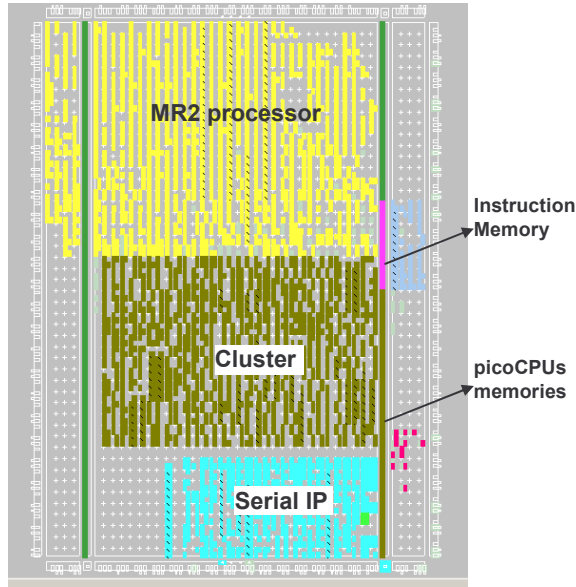 MR2 processor
Instruction
Memory
Cluster
picoCPUs
memories
Serial IP